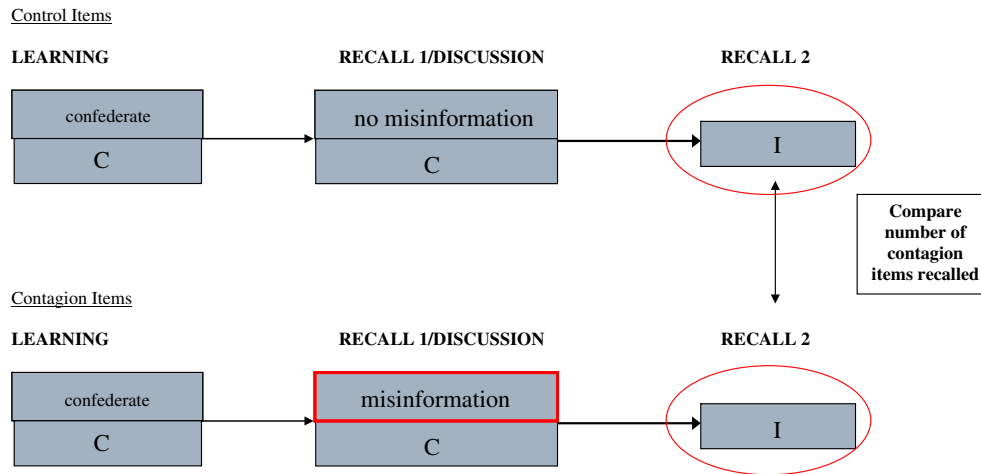 Control Items
LEARNING RECALL 1/DISCUSSION RECALL 2
confederate no misinformation
C C I
Compare
number of
contagion
items recalled
Contagion Items
LEARNING RECALL 1/DISCUSSION RECALL 2
confederate misinformation
C C I